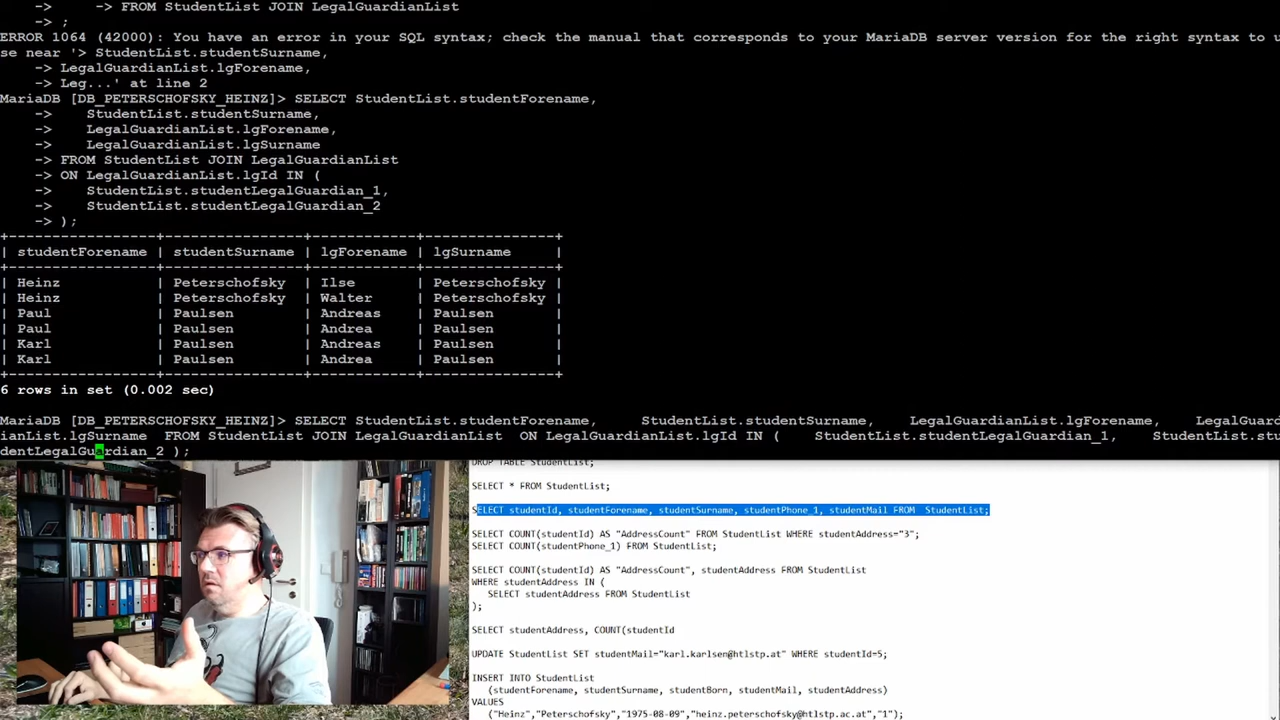 -> -> FROM StudentList JOIN LegalGuardianList
-> ;
ERROR 1064 (42000): You have an error in your SQL syntax; check the manual that corresponds to your MariaDB server version for the right syntax to u
se near '> StudentList.studentSurname,
-> LegalGuardianList.lgForename,
-> Leg...' at line 2
MariaDB [DB_PETERSCHOFSKY_HEINZ]> SELECT StudentList.studentForename,
-> StudentList.studentSurname,
-> LegalGuardianList.lgForename,
-> LegalGuardianList.lgSurname
-> FROM StudentList JOIN LegalGuardianList
-> ON LegalGuardianList.lgId IN (
-> StudentList.studentLegalGuardian_1,
-> StudentList.studentLegalGuardian_2
-> );
+-----------------+----------------+------------+---------------+
| studentForename | studentSurname | lgForename | lgSurname |
+-----------------+----------------+------------+---------------+
| Heinz | Peterschofsky | Ilse | Peterschofsky |
| Heinz | Peterschofsky | Walter | Peterschofsky |
| Paul | Paulsen | Andreas | Paulsen |
| Paul | Paulsen | Andrea | Paulsen |
| Karl | Paulsen | Andreas | Paulsen |
| Karl | Paulsen | Andrea | Paulsen |
+-----------------+----------------+------------+---------------+
6 rows in set (0.002 sec)
MariaDB [DB_PETERSCHOFSKY_HEINZ]> SELECT StudentList.studentForename, StudentList.studentSurname, LegalGuardianList.lgForename, LegalGuard
ianList.lgSurname FROM StudentList JOIN LegalGuardianList ON LegalGuardianList.lgId IN ( StudentList.studentLegalGuardian_1, StudentList.stu
dentLegalGuardian_2 );
DROP TABLE StudentList;
SELECT * FROM StudentList;
SELECT studentId, studentForename, studentSurname, studentPhone_1, studentMail FROM StudentList;
SELECT COUNT(studentId) AS "AddressCount" FROM StudentList WHERE studentAddress="3";
SELECT COUNT(studentPhone_1) FROM StudentList;
SELECT COUNT(studentId) AS "AddressCount", studentAddress FROM StudentList
WHERE studentAddress IN (
SELECT studentAddress FROM StudentList
);
SELECT studentAddress, COUNT(studentId
UPDATE StudentList SET studentMail="karl.karlsen@htlstp.at" WHERE studentId=5;
INSERT INTO StudentList
(studentForename, studentSurname, studentBorn, studentMail, studentAddress)
VALUES
("Heinz","Peterschofsky","1975-08-09","heinz.peterschofsky@htlstp.ac.at","1");